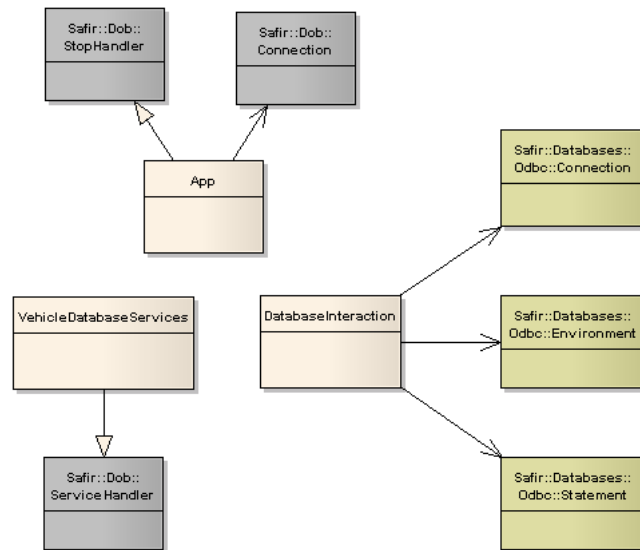 Safir::Dob::
StopHandler
Safir::Dob::
Connection
App
Safir::Databases::
Odbc::Connection
VehicleDatabaseServices
DatabaseInteraction
Safir::Databases::
Odbc::Environment
Safir::Dob::
ServiceHandler
Safir::Databases::
Odbc::Statement